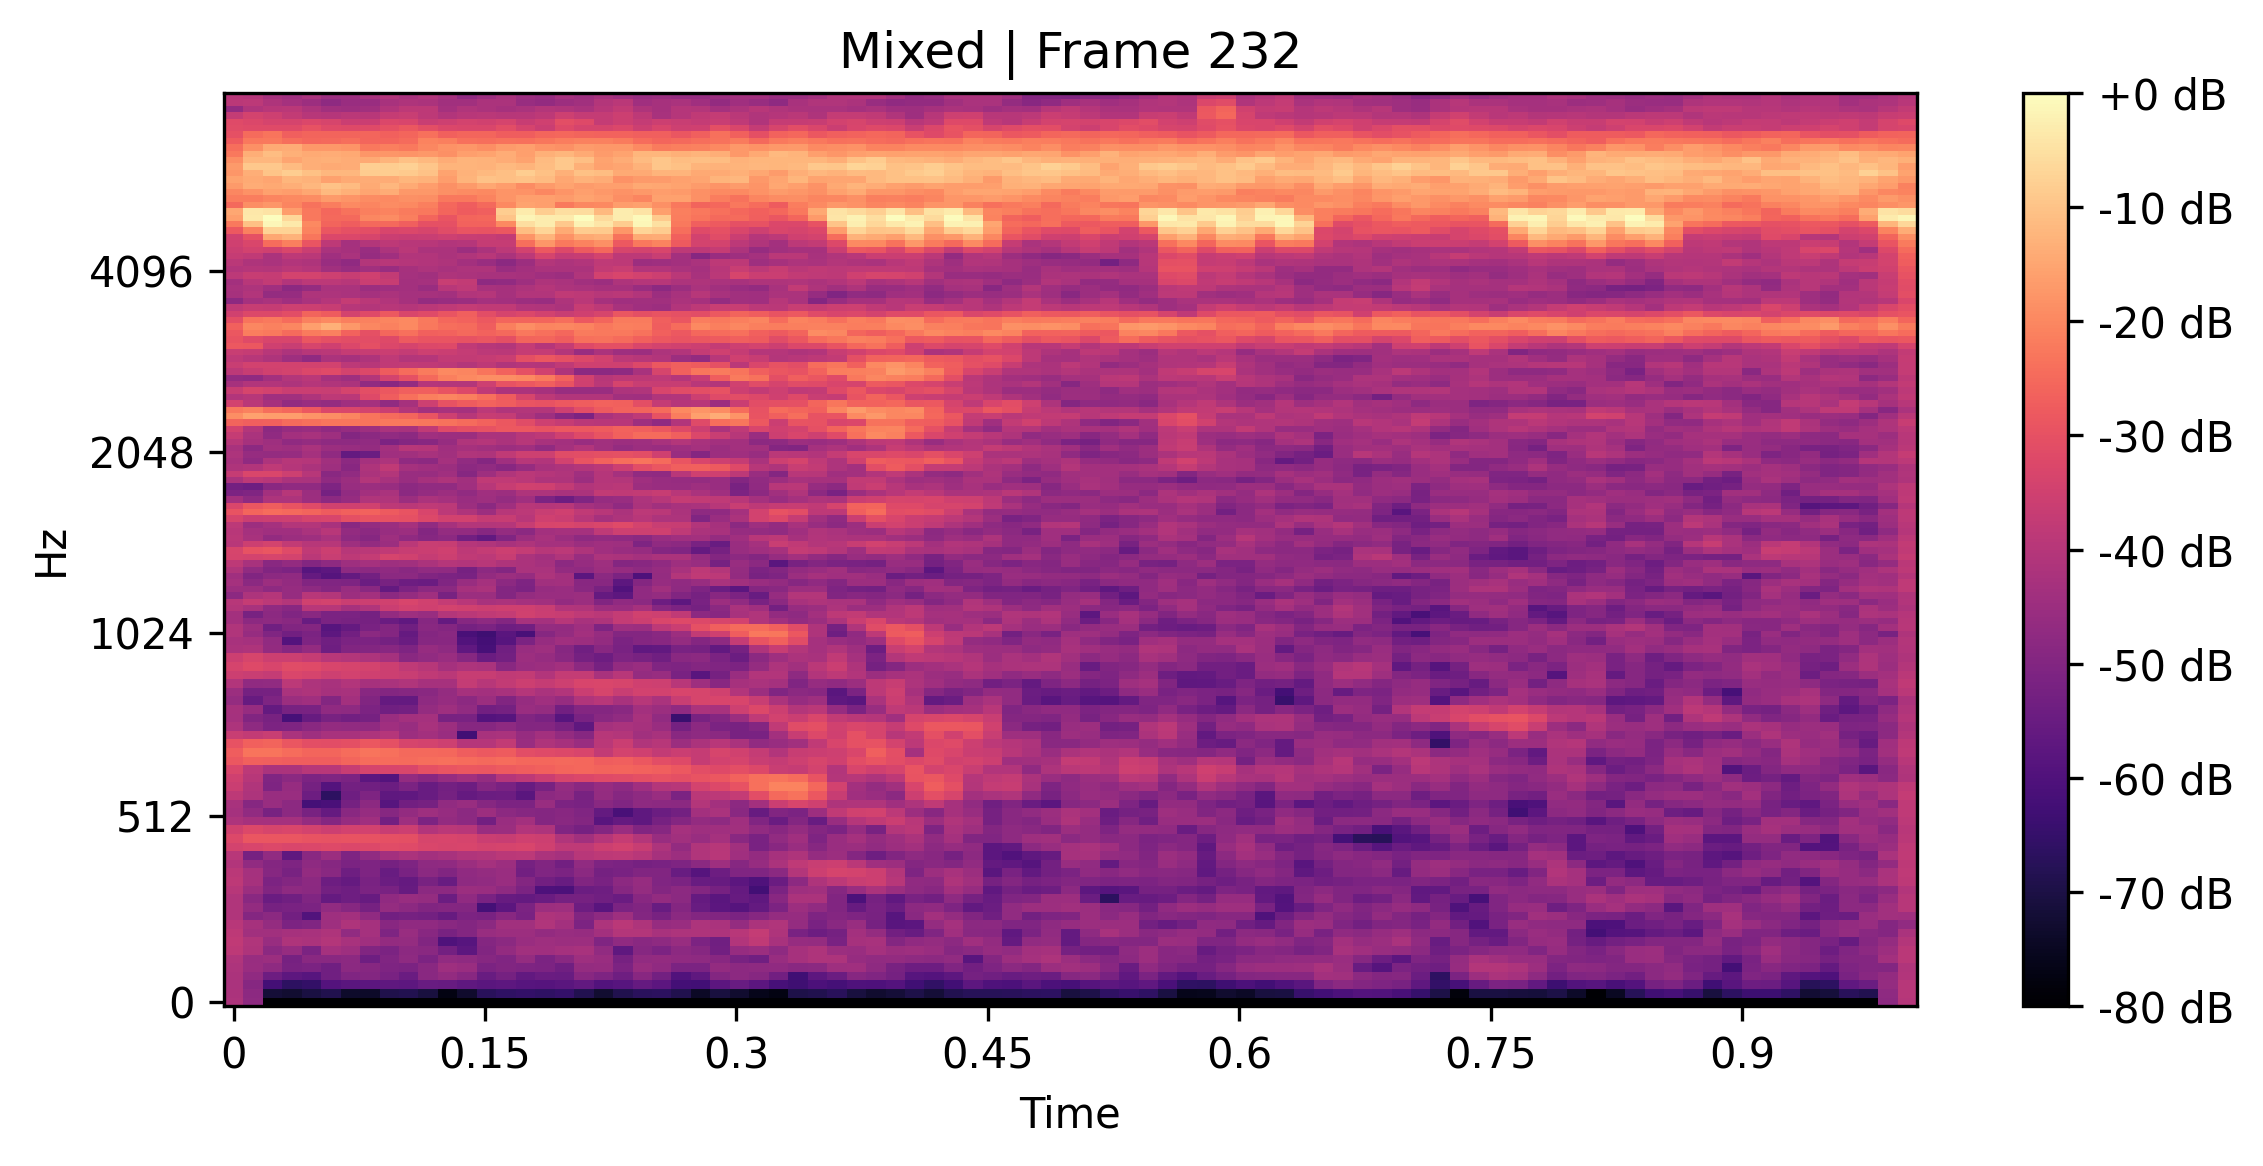 Mixed | Frame 232
Hz
4096
2048
1024
512
0
0 0.15 0.3 0.45 0.6 0.75 0.9
Time
+0 dB
-10 dB
-20 dB
-30 dB
-40 dB
-50 dB
-60 dB
-70 dB
-80 dB